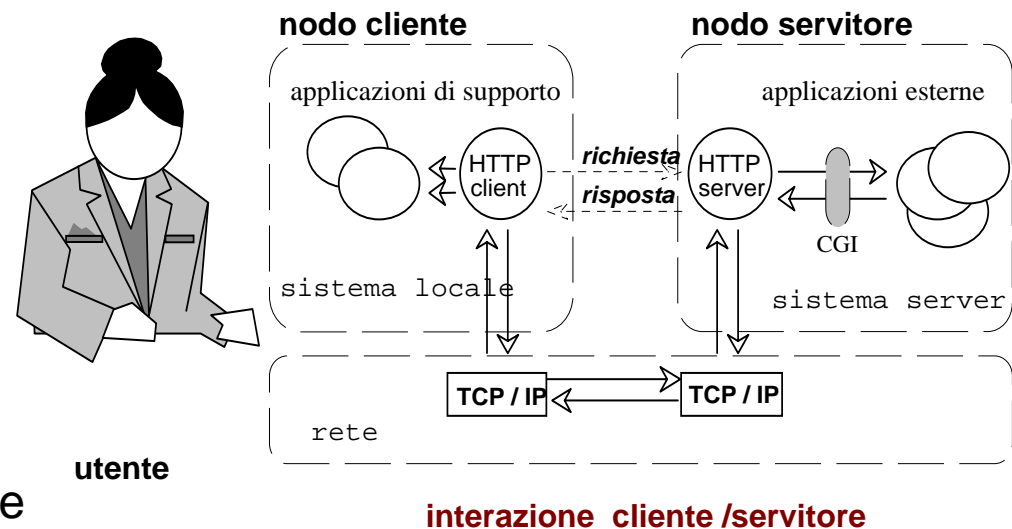 nodo cliente
nodo servitore
applicazioni di supporto
applicazioni esterne
HTTP
client
richiesta
risposta
HTTP
server
CGI
sistema locale
sistema server
TCP / IP
TCP / IP
rete
utente
e
interazione cliente /servitore